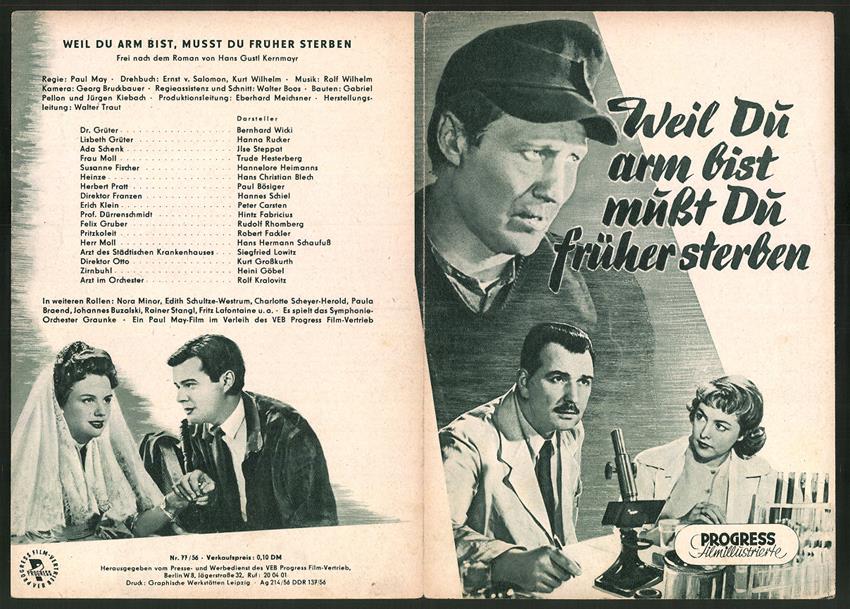 WEIL DU ARM BIST, MUSST DU FRÜHER STERBEN
Frei nach dem Roman von Hans Gustl Kernmayr
Regie: Paul May · Drehbuch: Ernst v. Salomon, Kurt Wilhelm · Musik: Rolf Wilhelm
Kamera: Georg Bruckbauer · Regieassistenz und Schnitt: Walter Boos · Bauten: Gabriel
Pellon und Jürgen Kiebach · Produktionsleitung: Eberhard Meichsner · Herstellungs-
leitung: Walter Traut
Darsteller
Dr. Grüter . . . . . Bernhard Wicki
Lisbeth Grüter . . . . . Hanna Rucker
Ada Schenk . . . . . Jlse Steppat
Frau Moll . . . . . Trude Hesterberg
Susanne Fischer . . . . . Hannelore Heimanns
Heinze . . . . . Hans Christian Blech
Herbert Pratt . . . . . Paul Bösiger
Direktor Franzen . . . . . Hannes Schiel
Erich Klein . . . . . Peter Carsten
Prof. Dürrenschmidt . . . . . Hintz Fabricius
Felix Gruber . . . . . Rudolf Rhomberg
Pritzkoleit . . . . . Robert Fackler
Herr Moll . . . . . Hans Hermann Schaufuß
Arzt des Städtischen Krankenhauses . . Siegfried Lowitz
Direktor Otto . . . . . Kurt Großkurth
Zirnbuhl . . . . . Heini Göbel
Arzt im Orchester . . . . . Rolf Kralovitz
In weiteren Rollen: Nora Minor, Edith Schultze-Westrum, Charlotte Scheyer-Herold, Paula
Braend, Johannes Buzalski, Rainer Stangl, Fritz Lafontaine u. a. · Es spielt das Symphonie-
Orchester Graunke · Ein Paul May-Film im Verleih des VEB Progress Film-Vertrieb
PROGRESS FILM-VERTRIEB VEB
PROGRESS
Nr. 77/56 · Verkaufspreis: 0,10 DM
Herausgegeben vom Presse- und Werbedienst des VEB Progress Film-Vertrieb,
Berlin W 8, Jägerstraße 32, Ruf: 20 04 01
Druck: Graphische Werkstätten Leipzig · Ag 214/56 DDR 137/56
Weil Du
arm bist
mußt Du
früher sterben
PROGRESS
Filmillustrierte